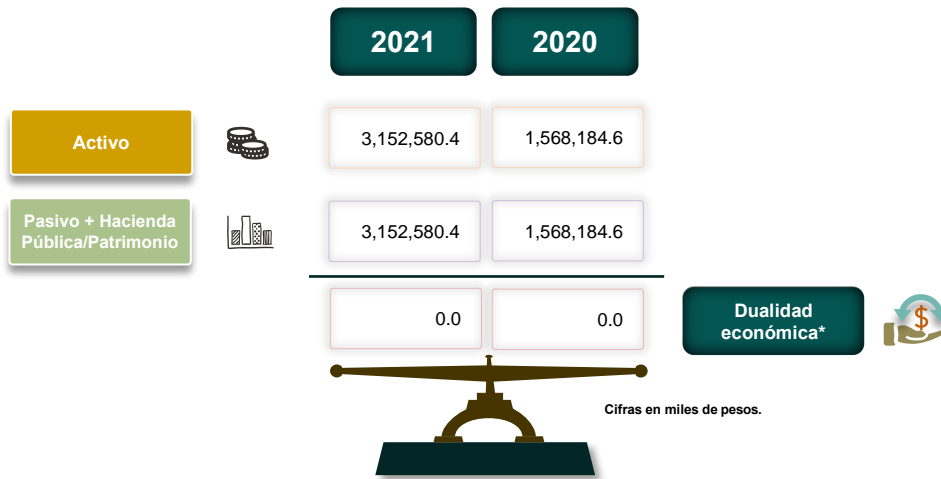 2021 2020
Activo 3,152,580.4 1,568,184.6
Pasivo + Hacienda
Pública/Patrimonio 3,152,580.4 1,568,184.6
0.0 0.0
Dualidad
económica*
$
Cifras en miles de pesos.